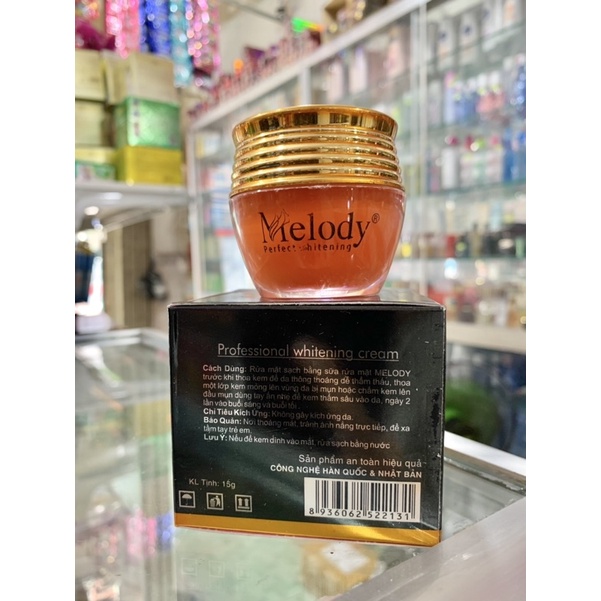 Melody®
Perfect whitening
Professional whitening cream
Cách Dùng: Rửa mặt sạch bằng sữa rửa mặt MELODY
trước khi thoa kem để da thông thoáng dễ thẩm thấu, thoa
một lớp kem mỏng lên vùng da bị mụn hoặc chấm kem lên
đầu mụn dùng tay ấn nhẹ để kem thấm sâu vào da, ngày 2
lần vào buổi sáng và buổi tối.
Chỉ Tiêu Kích Ứng: Không gây kích ứng da.
Bảo Quản: Nơi thoáng mát, tránh ánh nắng trực tiếp, để xa
tầm tay trẻ em.
Lưu Ý: Nếu để kem dính vào mắt, rửa sạch bằng nước
Sản phẩm an toàn hiệu quả
CÔNG NGHỆ HÀN QUỐC & NHẬT BẢN
KL Tịnh: 15g
8 936062 522131